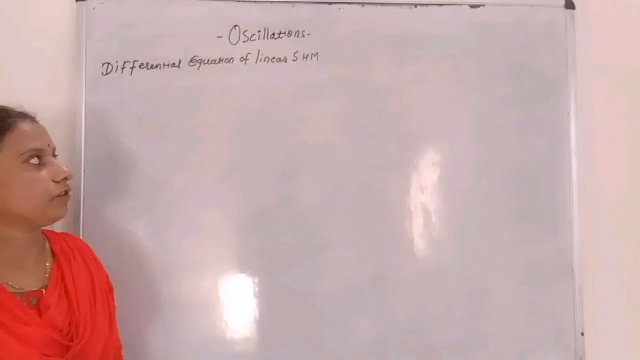 - Oscillations-
Differential Equation of linear SHM